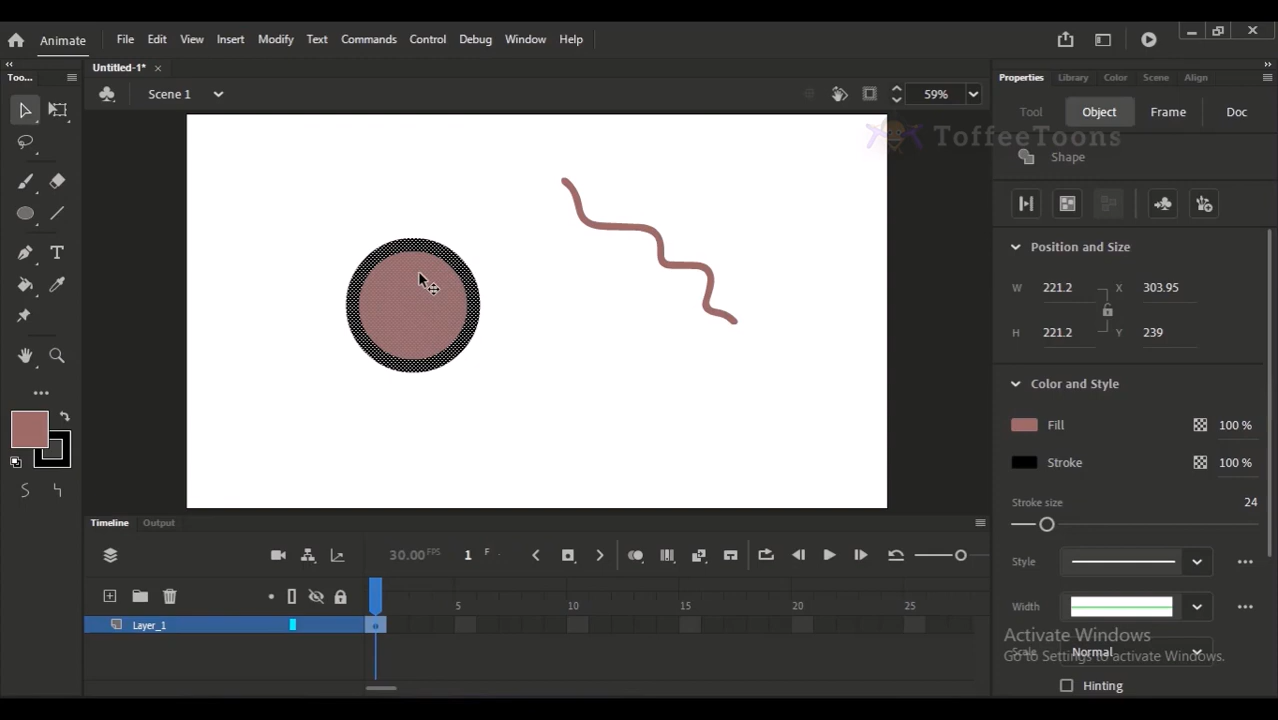 Animate File Edit View Insert Modify Text Commands Control Debug Window Help
Untitled-1*
Too...
Scene 1
59%
Properties Library Color Scene Align
Tool Object Frame Doc
ToffeeToons
Shape
Position and Size
W 221.2 X 303.95
H 221.2 Y 239
Color and Style
Fill 100 %
Stroke 100 %
Stroke size 24
Style
Width
Scale Normal
Hinting
Activate Windows
Go to Settings to activate Windows.
Timeline Output
30.00 FPS 1 F
5 10 15 20 25
Layer_1